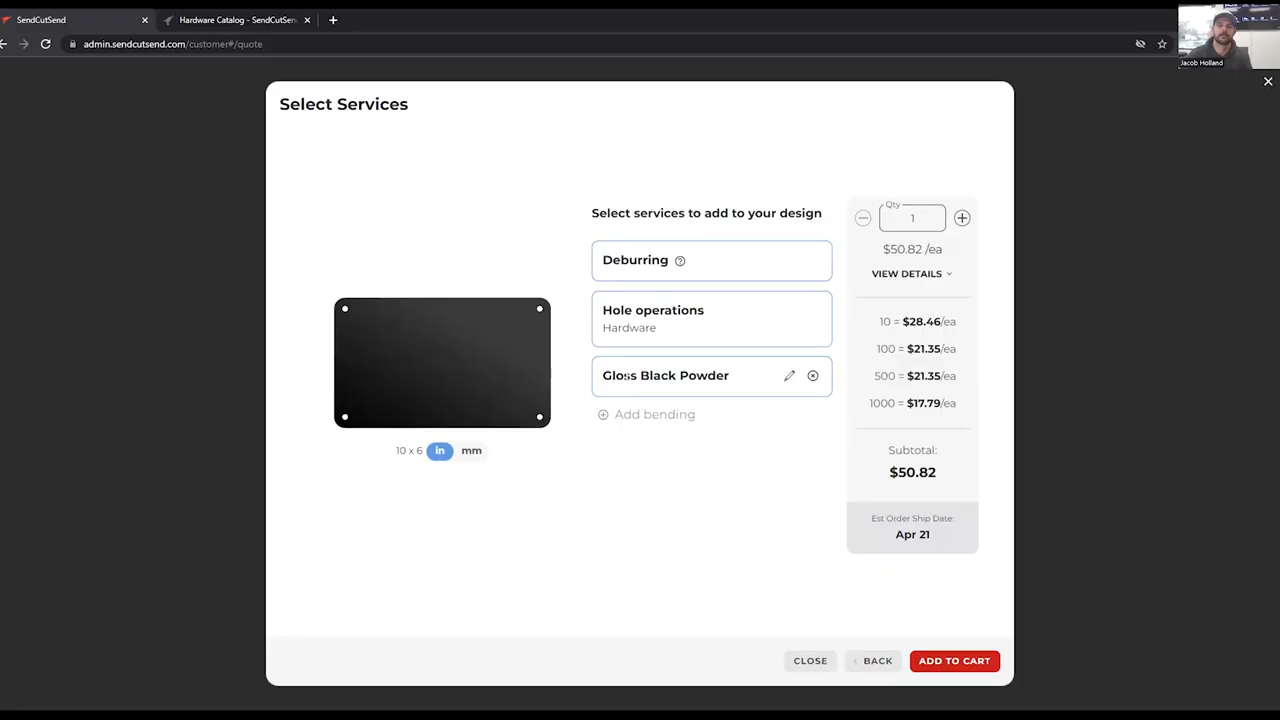 SendCutSend
Hardware Catalog - SendCutSen
admin.sendcutsend.com/customer#/quote
Jacob Holland
Select Services
Select services to add to your design
Deburring
Hole operations
Hardware
Gloss Black Powder
Add bending
10 x 6 in mm
Qty
1
$50.82 /ea
VIEW DETAILS
10 = $28.46/ea
100 = $21.35/ea
500 = $21.35/ea
1000 = $17.79/ea
Subtotal:
$50.82
Est Order Ship Date:
Apr 21
CLOSE
BACK
ADD TO CART